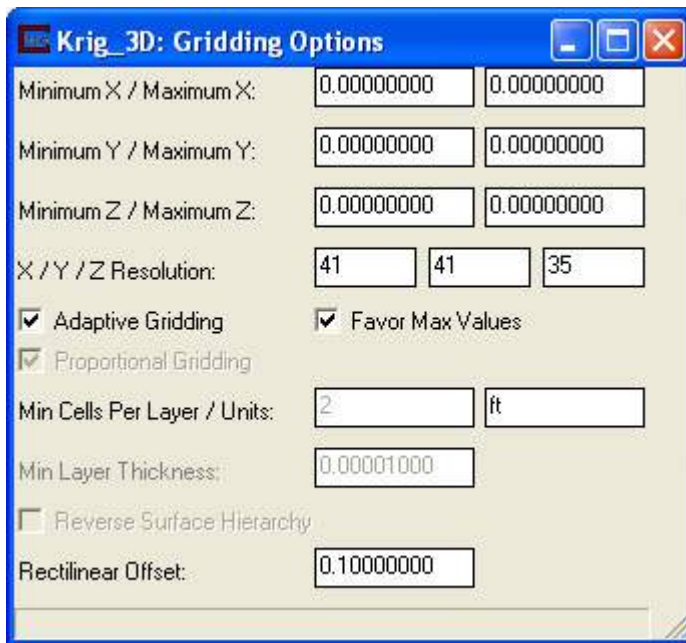 Krig_3D: Gridding Options
Minimum X / Maximum X: 0.00000000 0.00000000
Minimum Y / Maximum Y: 0.00000000 0.00000000
Minimum Z / Maximum Z: 0.00000000 0.00000000
X / Y / Z Resolution: 41 41 35
Adaptive Gridding Favor Max Values
Proportional Gridding
Min Cells Per Layer / Units: 2 ft
Min Layer Thickness: 0.00001000
Reverse Surface Hierarchy
Rectilinear Offset: 0.10000000